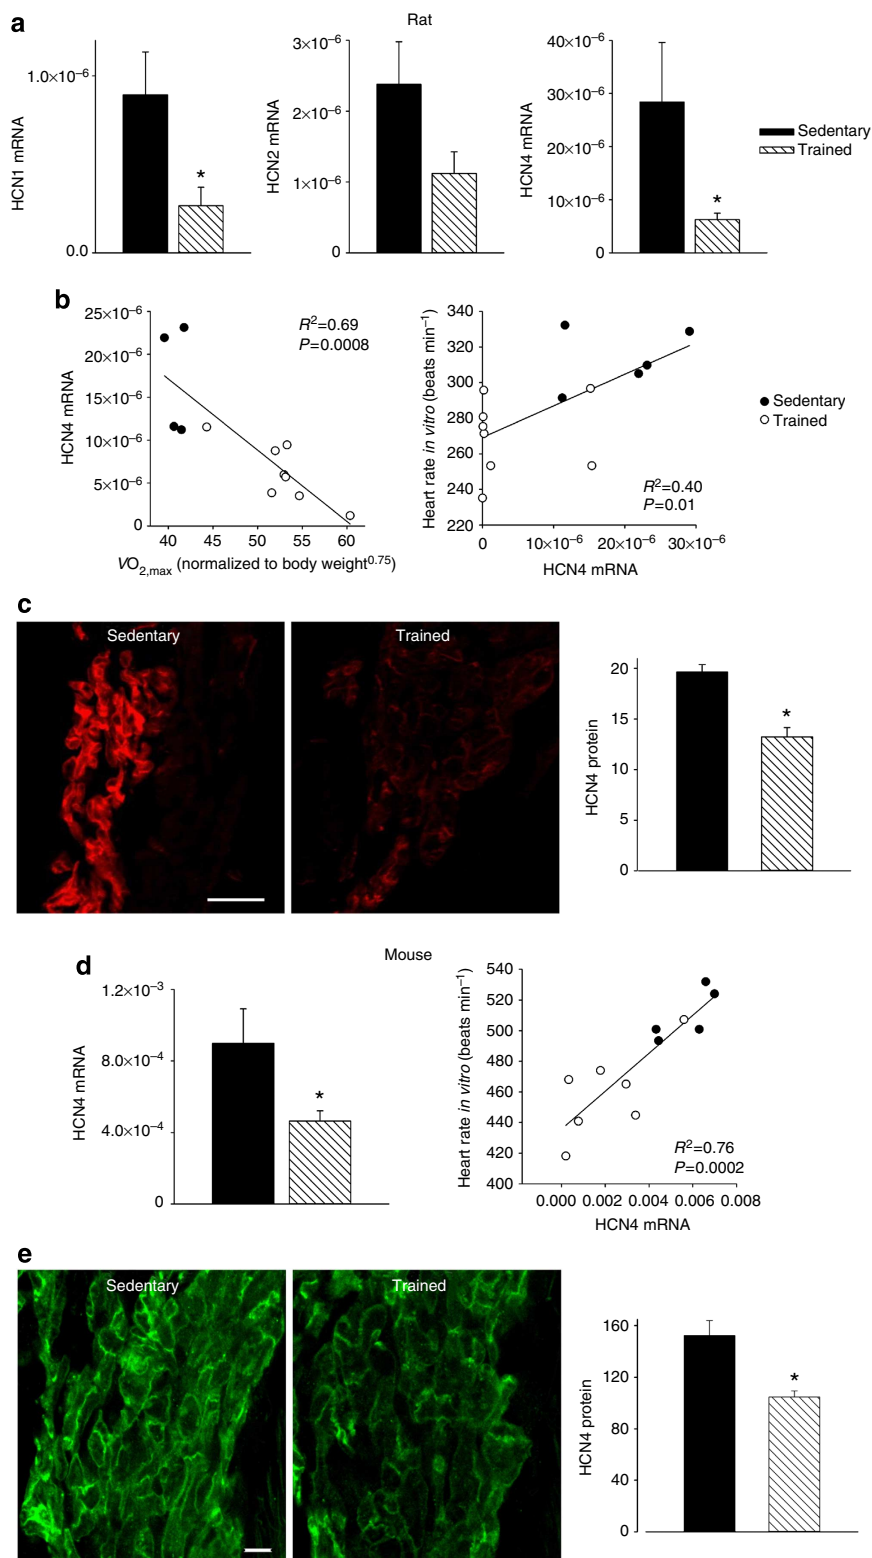 a
Rat
HCN1 mRNA
1.0×10⁻⁶
0.0
*
HCN2 mRNA
3×10⁻⁶
2×10⁻⁶
1×10⁻⁶
0
HCN4 mRNA
40×10⁻⁶
30×10⁻⁶
20×10⁻⁶
10×10⁻⁶
0
*
Sedentary
Trained
b
HCN4 mRNA
25×10⁻⁶
20×10⁻⁶
15×10⁻⁶
10×10⁻⁶
5×10⁻⁶
0
R²=0.69
P=0.0008
40 45 50 55 60
VO2,max (normalized to body weight⁰·⁷⁵)
Heart rate in vitro (beats min⁻¹)
340
320
300
280
260
240
220
R²=0.40
P=0.01
0 10×10⁻⁶ 20×10⁻⁶ 30×10⁻⁶
HCN4 mRNA
Sedentary
Trained
c
Sedentary
Trained
HCN4 protein
20
15
10
5
0
*
d
Mouse
HCN4 mRNA
1.2×10⁻³
8.0×10⁻⁴
4.0×10⁻⁴
0
*
Heart rate in vitro (beats min⁻¹)
540
520
500
480
460
440
420
400
R²=0.76
P=0.0002
0.000 0.002 0.004 0.006 0.008
HCN4 mRNA
e
Sedentary
Trained
HCN4 protein
160
120
80
40
0
*